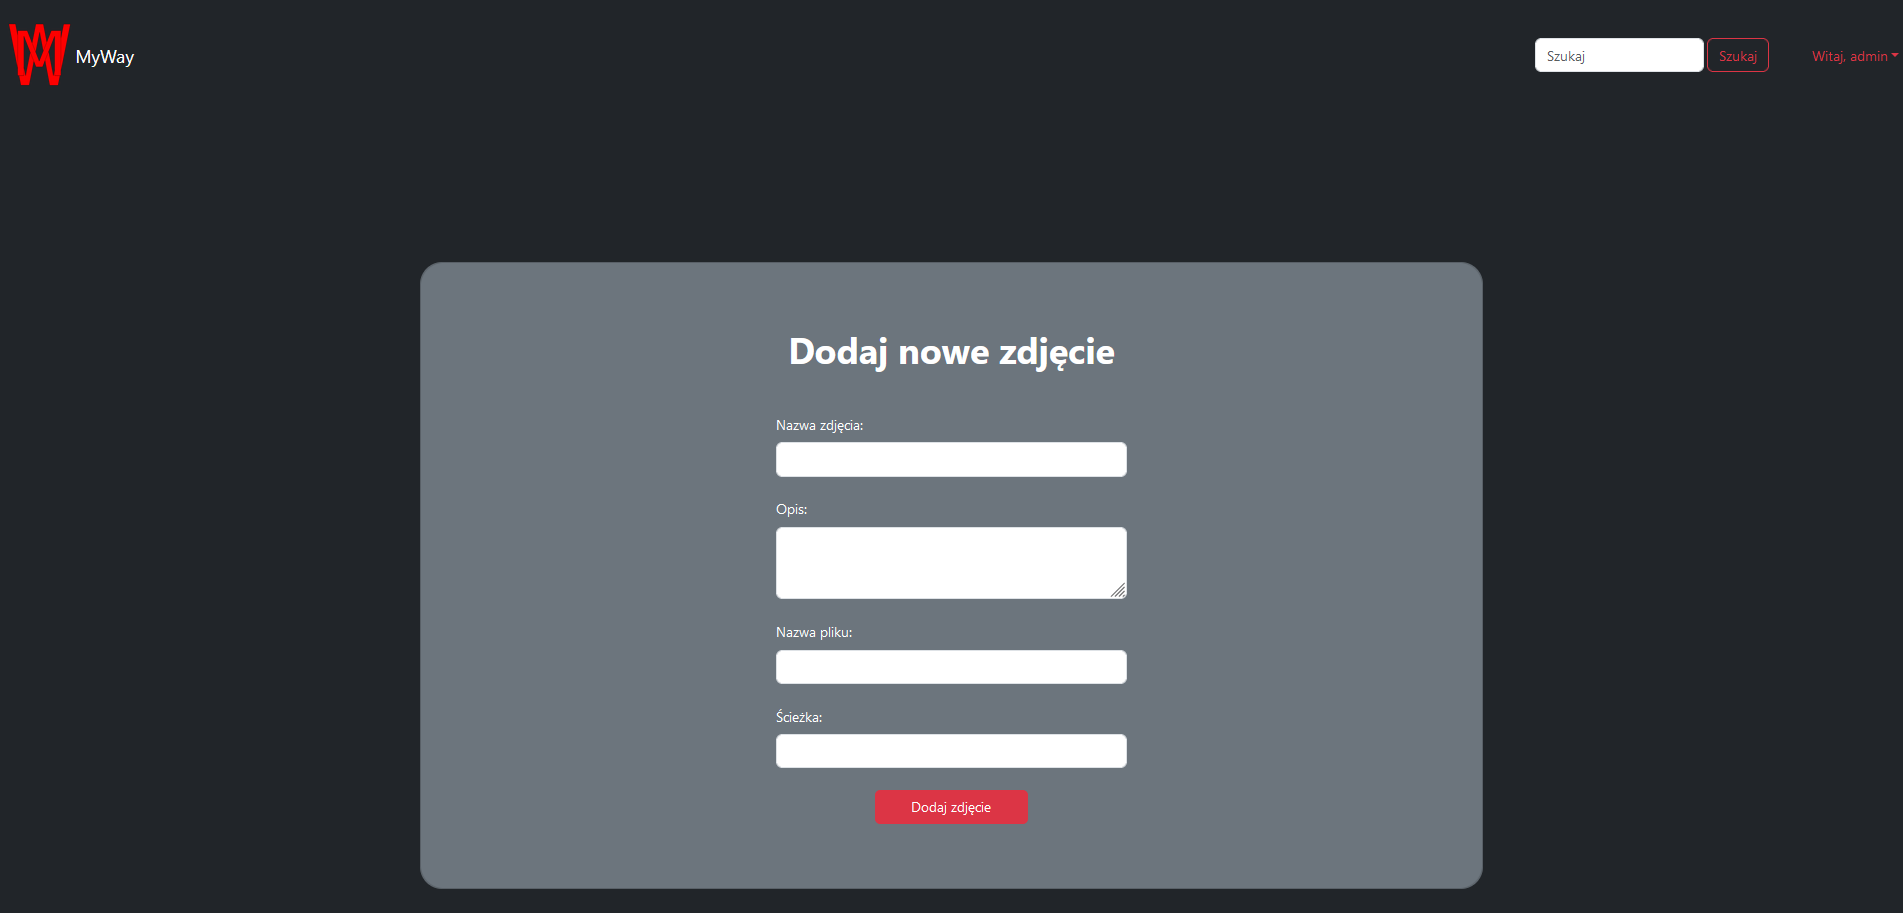 MyWay
Szukaj
Szukaj
Witaj, admin
Dodaj nowe zdjęcie
Nazwa zdjęcia:
Opis:
Nazwa pliku:
Ścieżka:
Dodaj zdjęcie